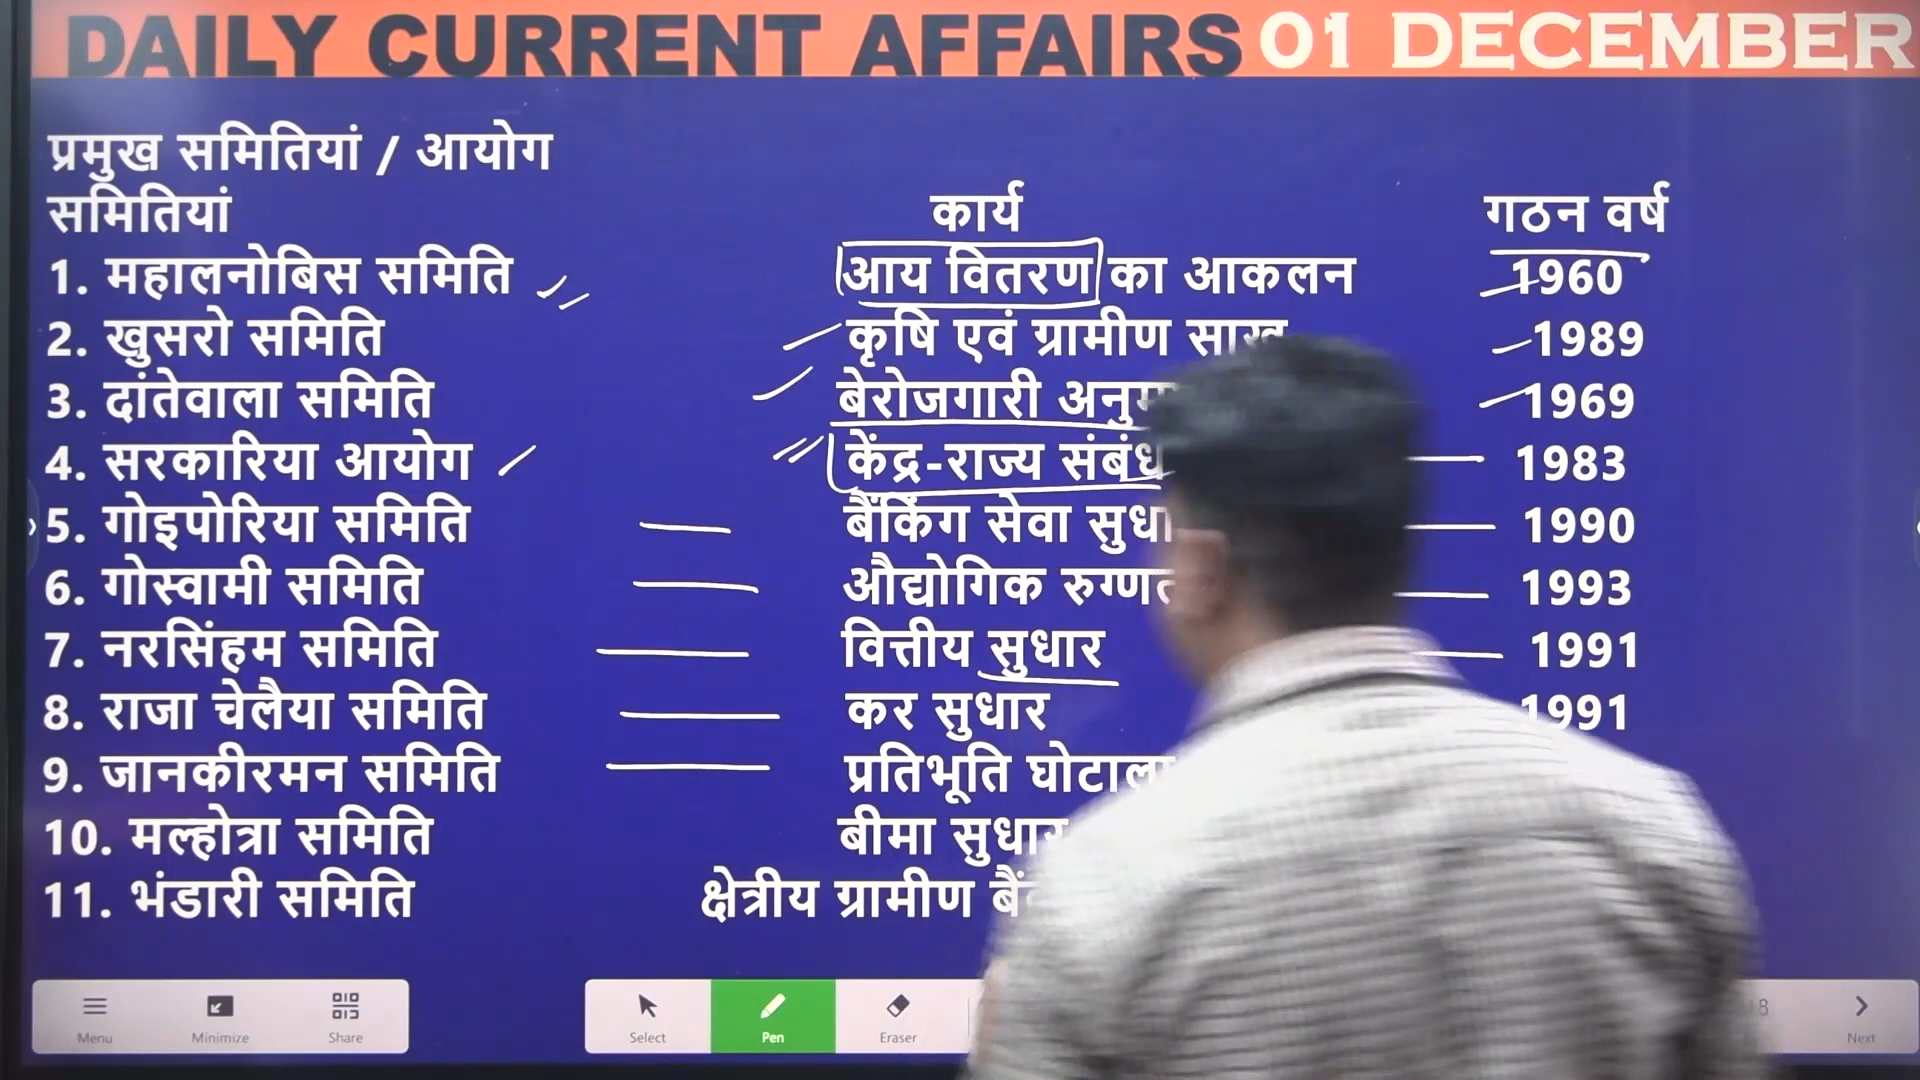 DAILY CURRENT AFFAIRS 01 DECEMBER
प्रमुख समितियां / आयोग
समितियां कार्य गठन वर्ष
1. महालनोबिस समिति आय वितरण का आकलन 1960
2. खुसरो समिति कृषि एवं ग्रामीण साख 1989
3. दांतेवाला समिति बेरोजगारी 1969
4. सरकारिया आयोग केंद्र-राज्य संबंध 1983
5. गोइपोरिया समिति बैंकिंग सेवा 1990
6. गोस्वामी समिति औद्योगिक 1993
7. नरसिंहम समिति वित्तीय सुधार 1991
8. राजा चेलैया समिति कर सुधार 1991
9. जानकीरमन समिति प्रतिभूति घोटाला
10. मल्होत्रा समिति बीमा सुधार
11. भंडारी समिति क्षेत्रीय ग्रामीण
Menu Minimize Share Select Pen Eraser Next